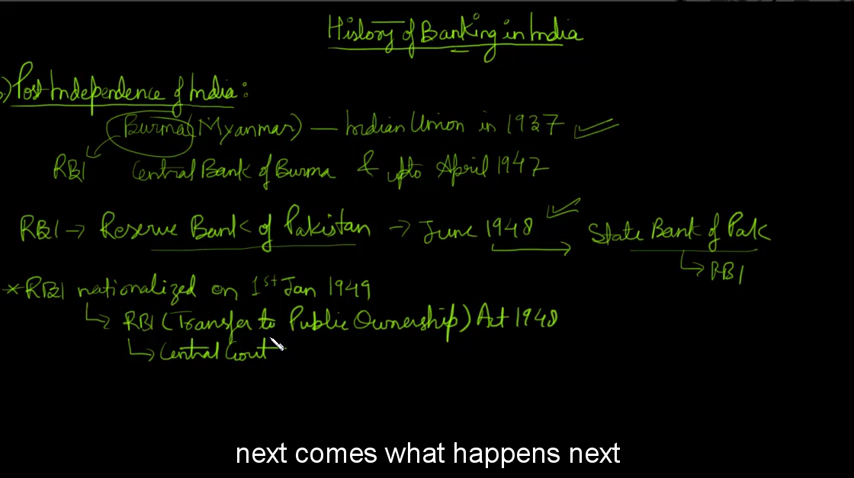 History of Banking in India
) Post Independence of India :
Burma (Myanmar) — Indian Union in 1937
RBI Central Bank of Burma & upto April 1947
RBI → Reserve Bank of Pakistan → June 1948 → State Bank of Pak
RBI
* RBI nationalized on 1st Jan 1949
RBI (Transfer to Public Ownership) Act 1948
Central Govt
next comes what happens next